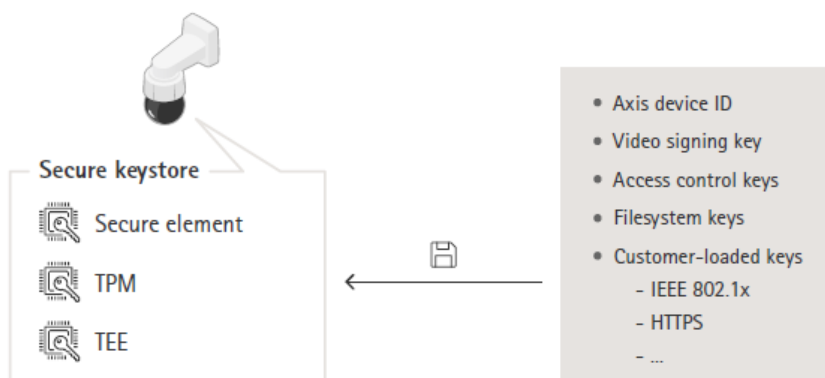 Secure keystore
Secure element
TPM
TEE
• Axis device ID
• Video signing key
• Access control keys
• Filesystem keys
• Customer-loaded keys
- IEEE 802.1x
- HTTPS
- ...